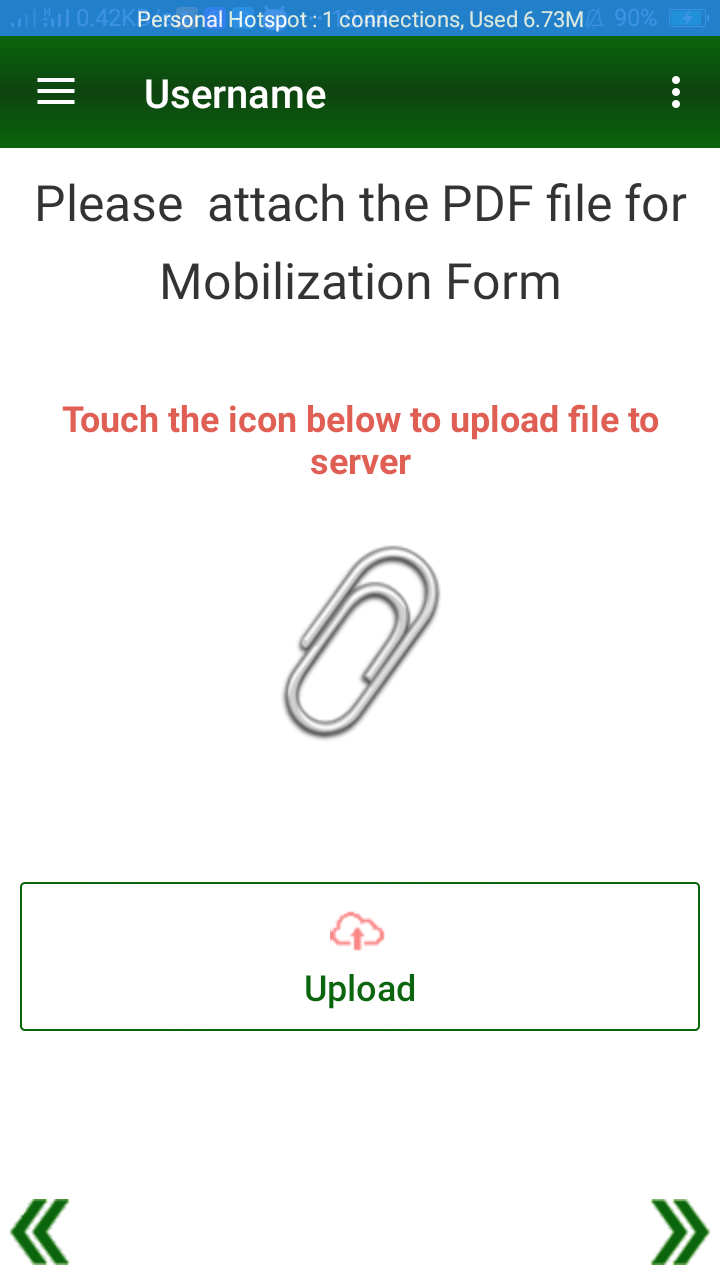 Personal Hotspot : 1 connections, Used 6.73M
90%
Username
Please  attach the PDF file for
Mobilization Form
Touch the icon below to upload file to
server
Upload